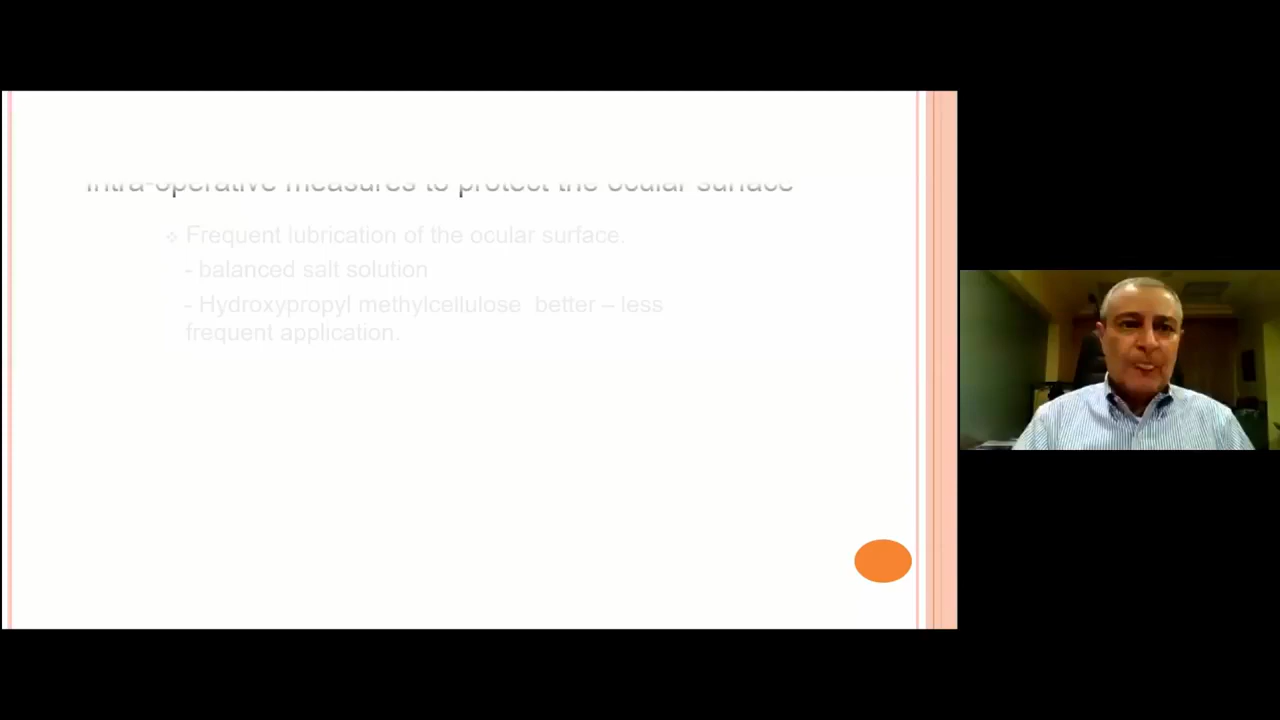 Intra-operative measures to protect the ocular surface
Frequent lubrication of the ocular surface.
- balanced salt solution
- Hydroxypropyl methylcellulose better – less
frequent application.